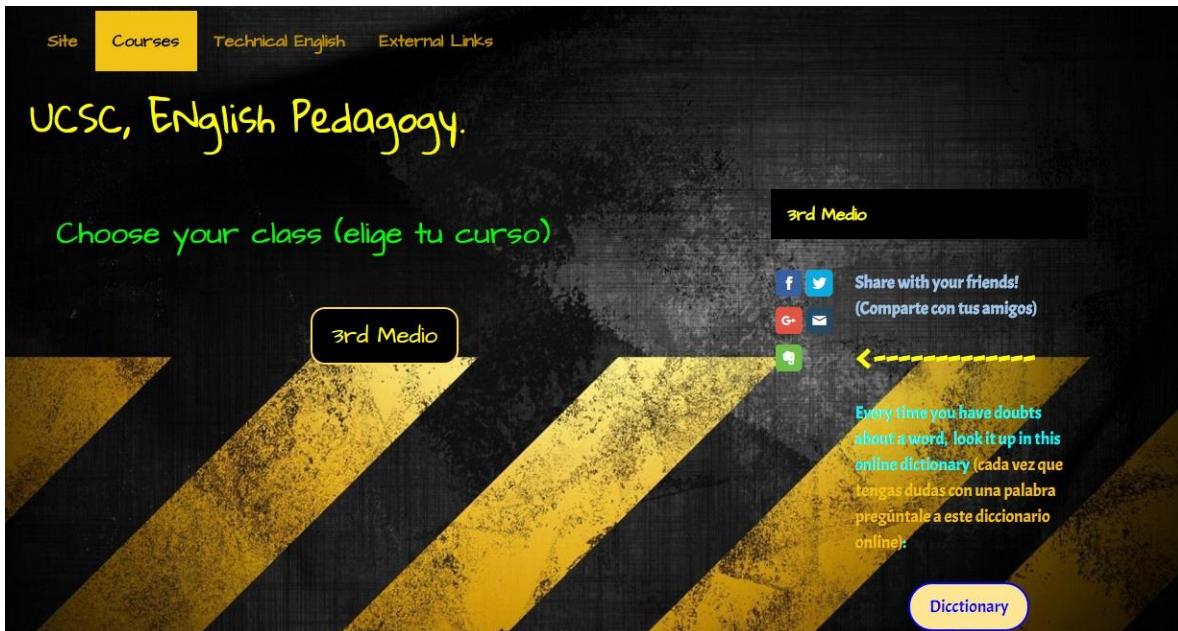 Site Courses Technical English External Links
UCSC, ENglish Pedagogy.
Choose your class (elige tu curso)
3rd Medio
3rd Medio
Share with your friends!
(Comparte con tus amigos)
Every time you have doubts
about a word, look it up in this
online dictionary (cada vez que
tengas dudas con una palabra
pregúntale a este diccionario
online):
Dicctionary